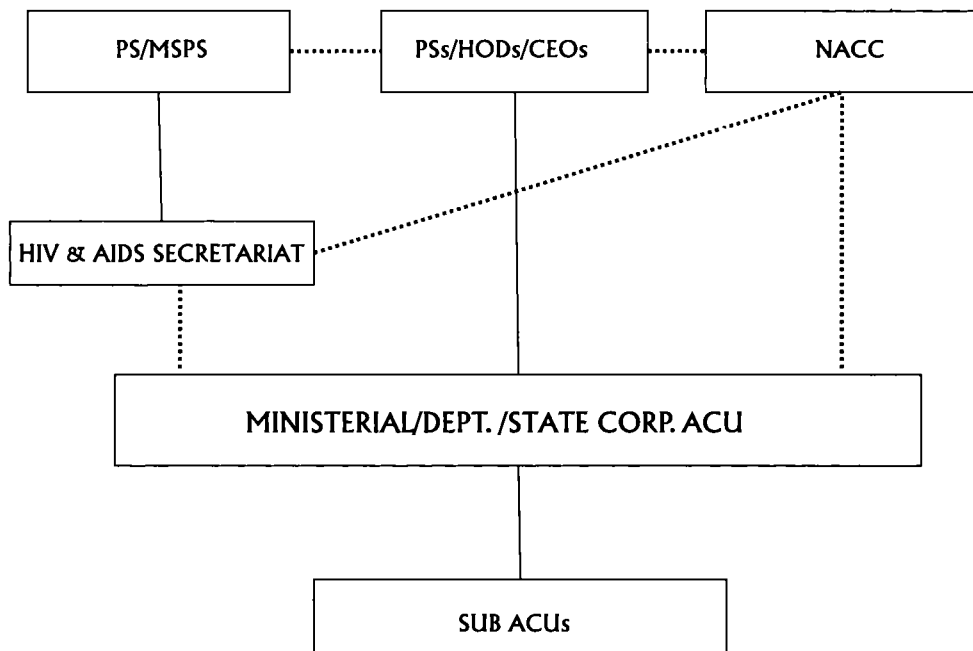 PS/MSPS
PSs/HODs/CEOs
NACC
HIV & AIDS SECRETARIAT
MINISTERIAL/DEPT. /STATE CORP. ACU
SUB ACUs